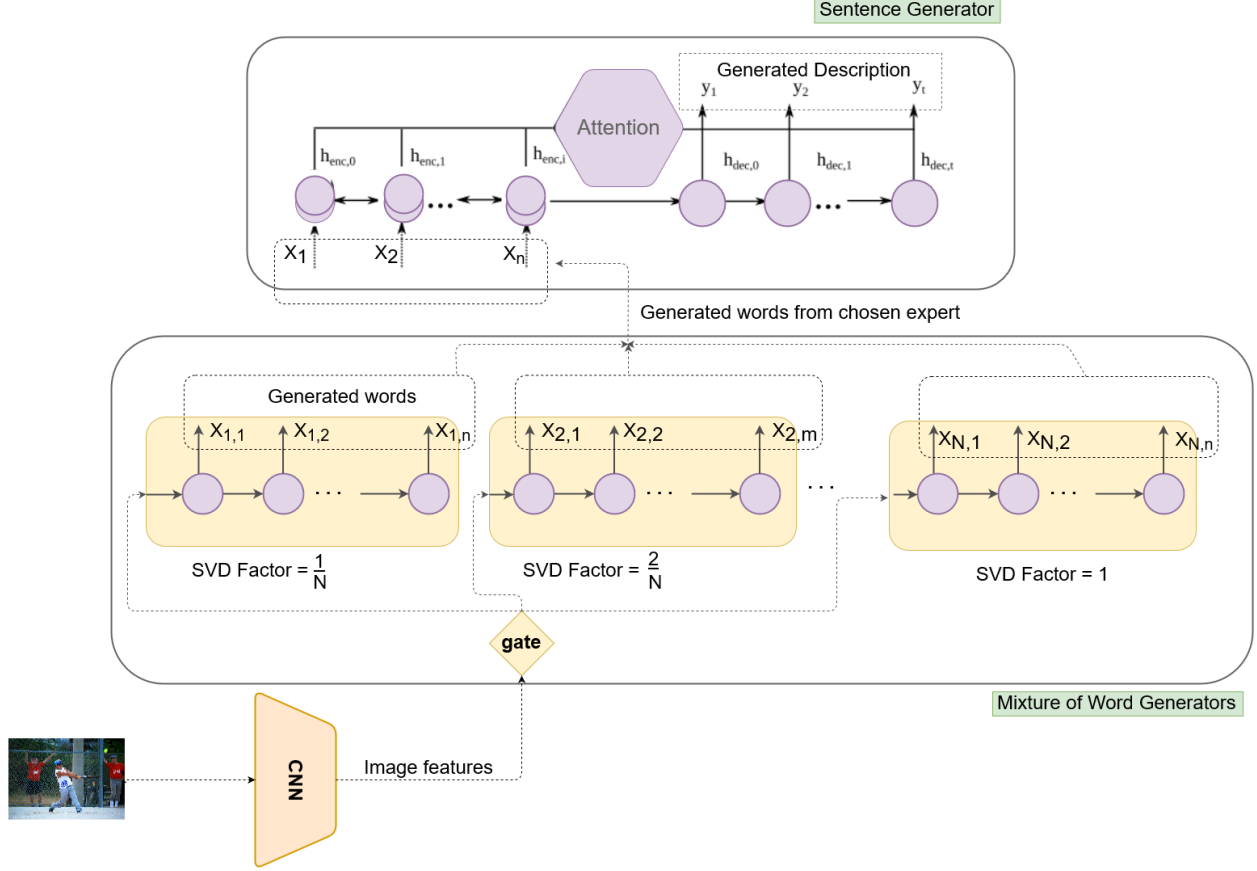 Sentence Generator
Generated Description
y1 y2 yt
Attention
henc,0 henc,1 henc,i hdec,0 hdec,1 hdec,t
...
...
X1 X2 Xn
Generated words from chosen expert
Generated words
X1,1 X1,2 X1,n X2,1 X2,2 X2,m XN,1 XN,2 XN,n
... ... ... ...
SVD Factor = 1/N
SVD Factor = 2/N
SVD Factor = 1
gate
Mixture of Word Generators
CNN
Image features